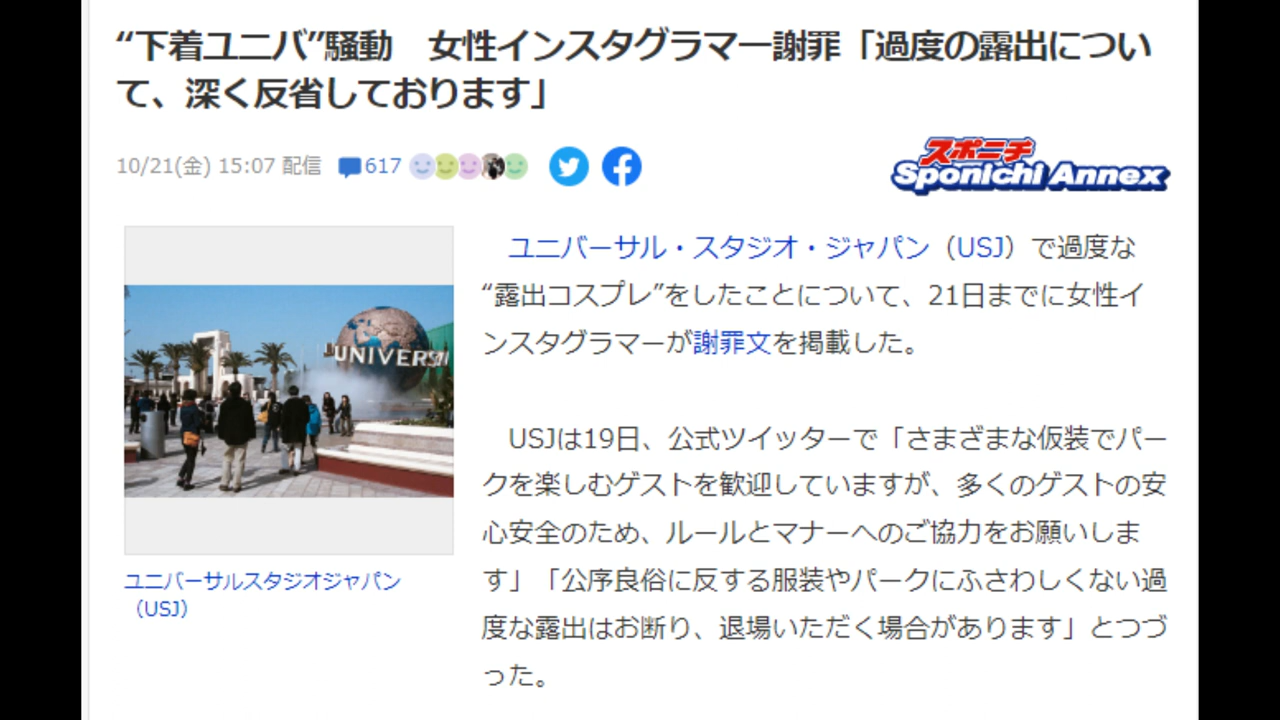 “下着ユニバ”騒動　女性インスタグラマー謝罪「過度の露出につい
て、深く反省しております」
10/21(金) 15:07 配信 617
スポニチ
Sponichi Annex
UNIVERSA
ユニバーサルスタジオジャパン
（USJ）
ユニバーサル・スタジオ・ジャパン（USJ）で過度な
“露出コスプレ”をしたことについて、21日までに女性イ
ンスタグラマーが謝罪文を掲載した。
USJは19日、公式ツイッターで「さまざまな仮装でパー
クを楽しむゲストを歓迎していますが、多くのゲストの安
心安全のため、ルールとマナーへのご協力をお願いしま
す」「公序良俗に反する服装やパークにふさわしくない過
度な露出はお断り、退場いただく場合があります」とつづ
った。